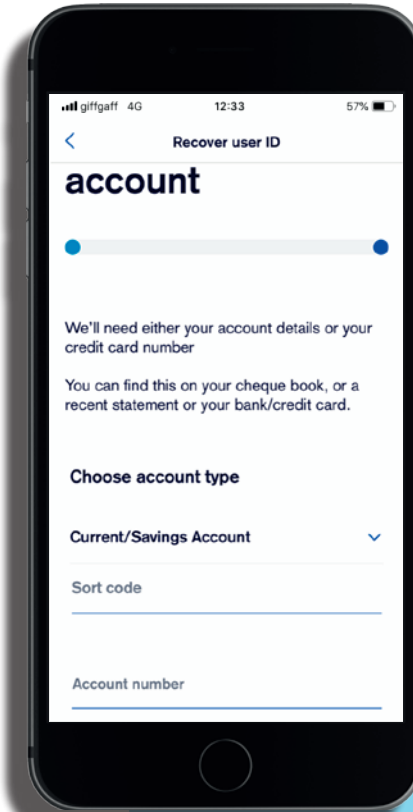 giffgaff 4G 12:33 57%
Recover user ID
account
We'll need either your account details or your
credit card number
You can find this on your cheque book, or a
recent statement or your bank/credit card.
Choose account type
Current/Savings Account
Sort code
Account number